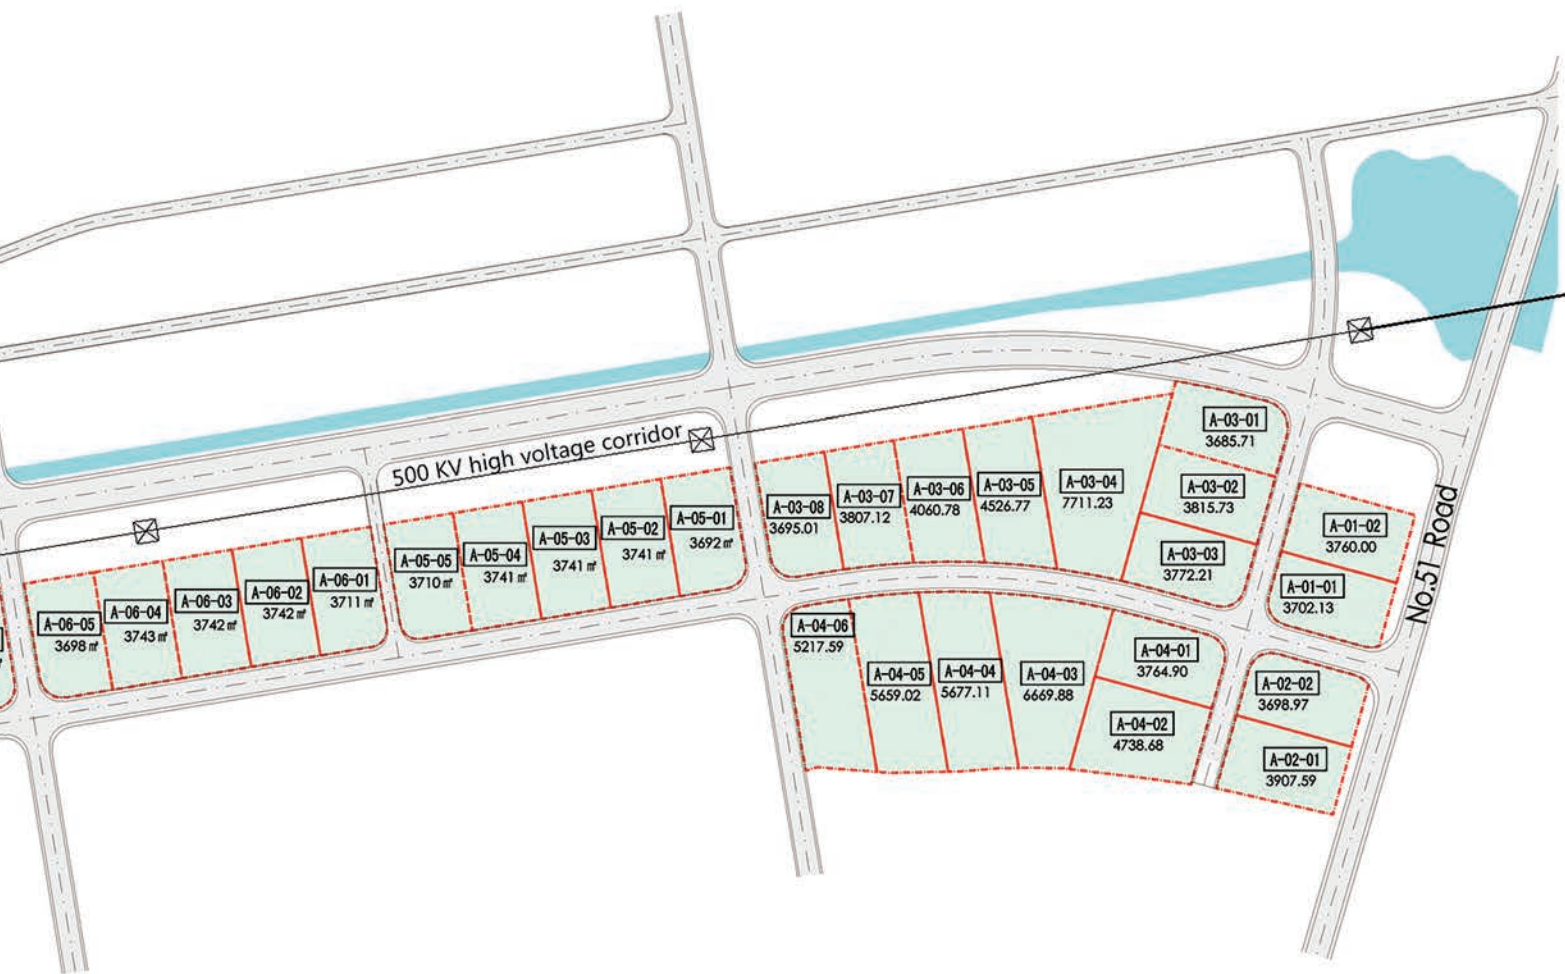 500 KV high voltage corridor
No.51 Road
A-06-05
3698㎡
A-06-04
3743㎡
A-06-03
3742㎡
A-06-02
3742㎡
A-06-01
3711㎡
A-05-05
3710㎡
A-05-04
3741㎡
A-05-03
3741㎡
A-05-02
3741㎡
A-05-01
3692㎡
A-03-08
3695.01
A-03-07
3807.12
A-03-06
4060.78
A-03-05
4526.77
A-03-04
7711.23
A-03-01
3685.71
A-03-02
3815.73
A-03-03
3772.21
A-01-02
3760.00
A-01-01
3702.13
A-04-06
5217.59
A-04-05
5659.02
A-04-04
5677.11
A-04-03
6669.88
A-04-01
3764.90
A-04-02
4738.68
A-02-02
3698.97
A-02-01
3907.59